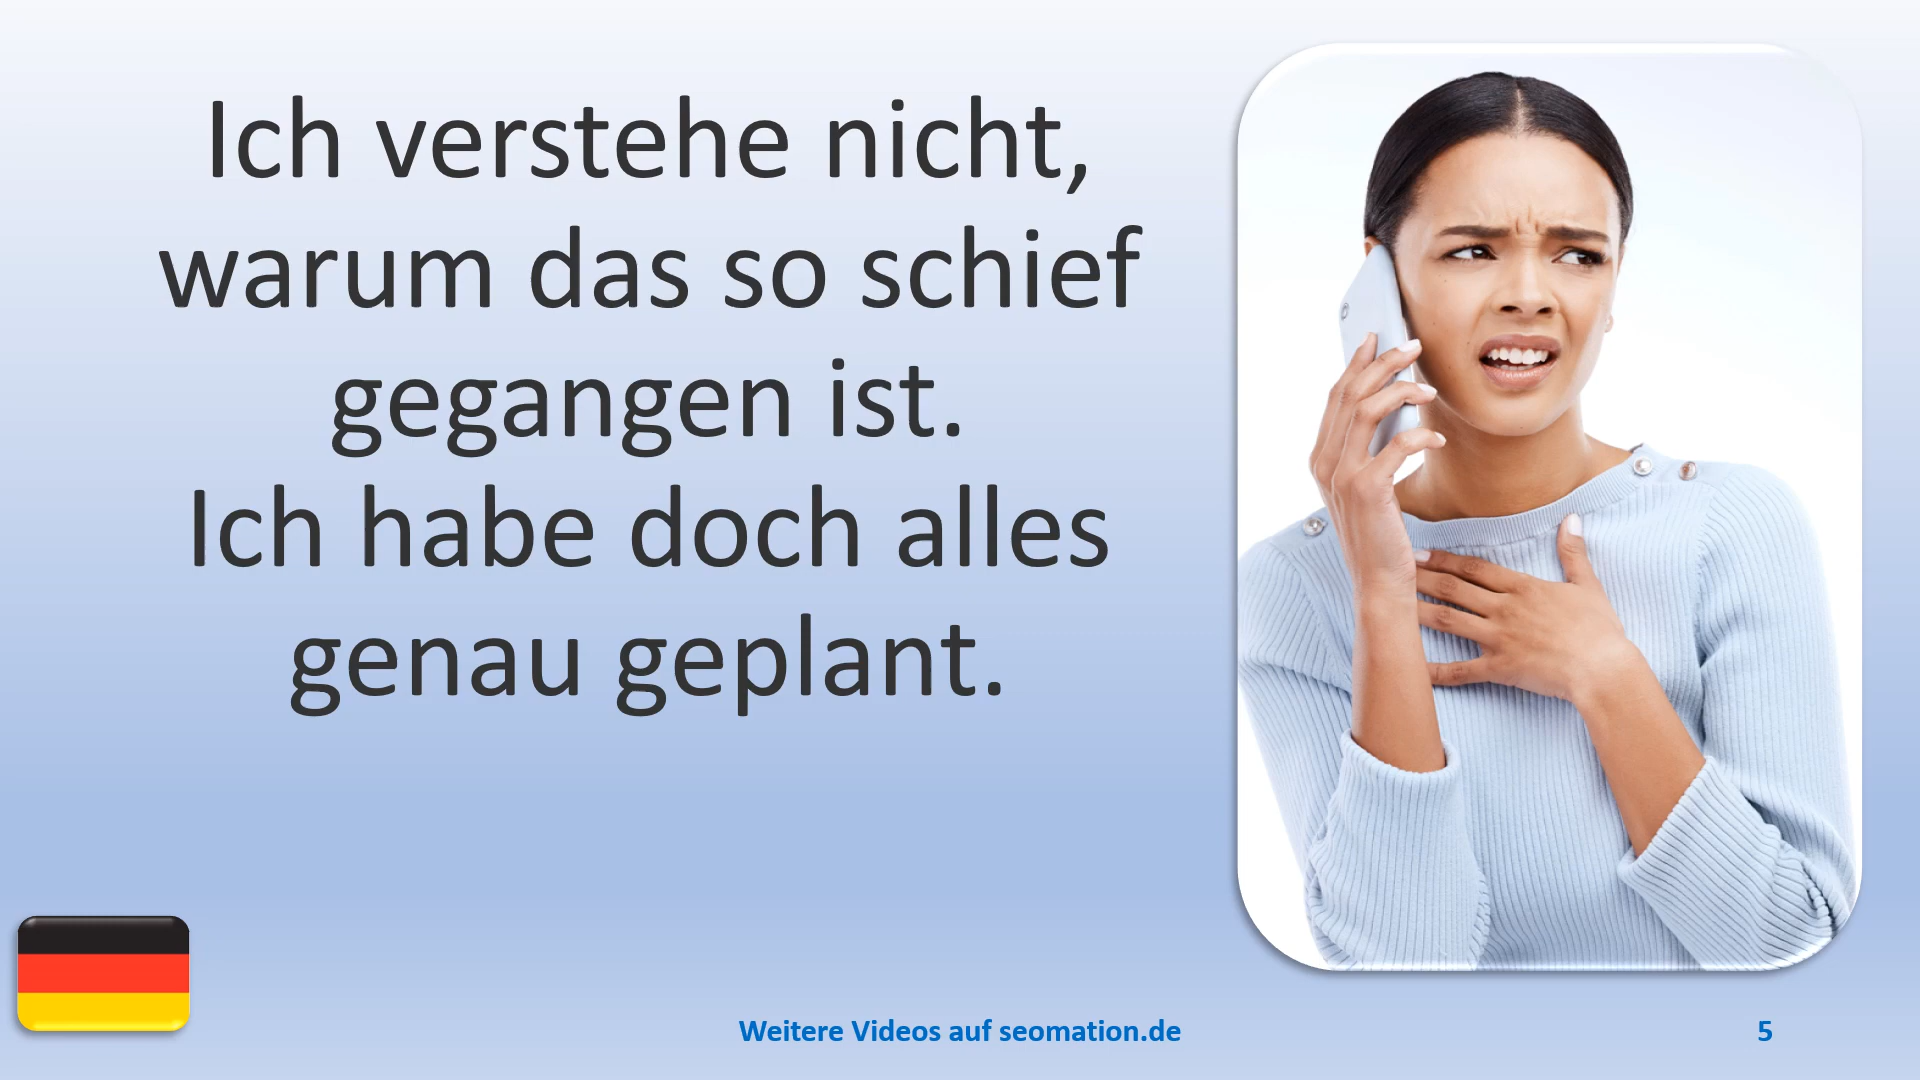 Ich verstehe nicht,
warum das so schief
gegangen ist.
Ich habe doch alles
genau geplant.
Weitere Videos auf seomation.de
5